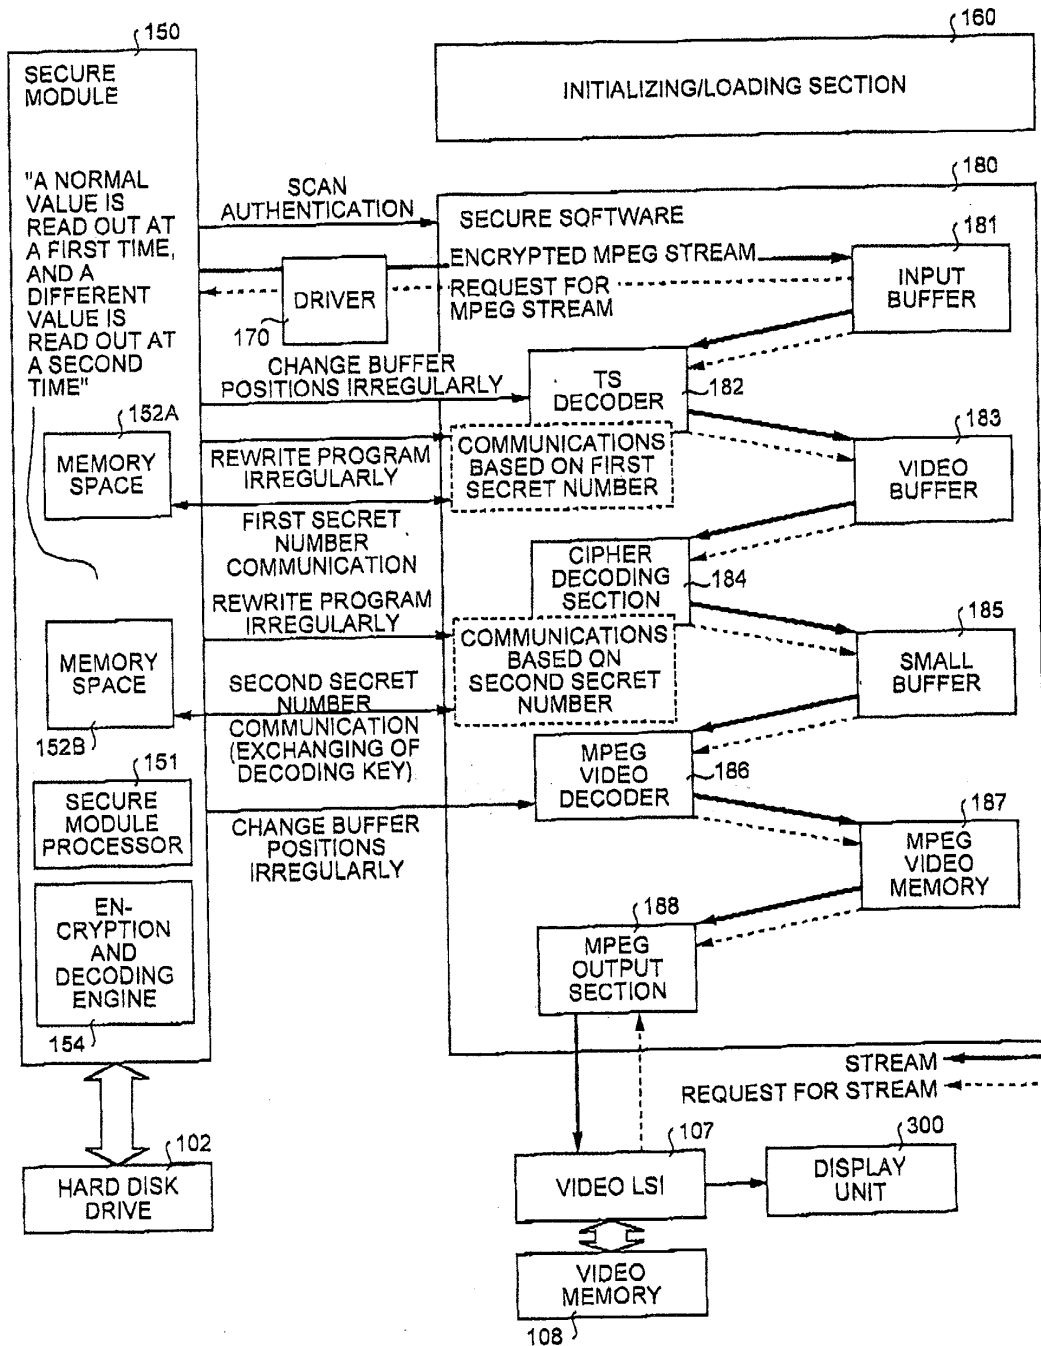 150
SECURE
MODULE
"A NORMAL
VALUE IS
READ OUT AT
A FIRST TIME,
AND A
DIFFERENT
VALUE IS
READ OUT AT
A SECOND
TIME"
152A
MEMORY
SPACE
MEMORY
SPACE
152B
151
SECURE
MODULE
PROCESSOR
EN-
CRYPTION
AND
DECODING
ENGINE
154
102
HARD DISK
DRIVE
160
INITIALIZING/LOADING SECTION
SCAN
AUTHENTICATION
DRIVER
170
CHANGE BUFFER
POSITIONS IRREGULARLY
REWRITE PROGRAM
IRREGULARLY
FIRST SECRET
NUMBER
COMMUNICATION
REWRITE PROGRAM
IRREGULARLY
SECOND SECRET
NUMBER
COMMUNICATION
(EXCHANGING OF
DECODING KEY)
CHANGE BUFFER
POSITIONS
IRREGULARLY
180
SECURE SOFTWARE
ENCRYPTED MPEG STREAM
REQUEST FOR
MPEG STREAM
181
INPUT
BUFFER
TS
DECODER
182
COMMUNICATIONS
BASED ON FIRST
SECRET NUMBER
183
VIDEO
BUFFER
CIPHER
DECODING
SECTION
184
COMMUNICATIONS
BASED ON
SECOND SECRET
NUMBER
185
SMALL
BUFFER
MPEG
VIDEO
DECODER
186
187
MPEG
VIDEO
MEMORY
188
MPEG
OUTPUT
SECTION
STREAM
REQUEST FOR STREAM
107
VIDEO LSI
300
DISPLAY
UNIT
VIDEO
MEMORY
108